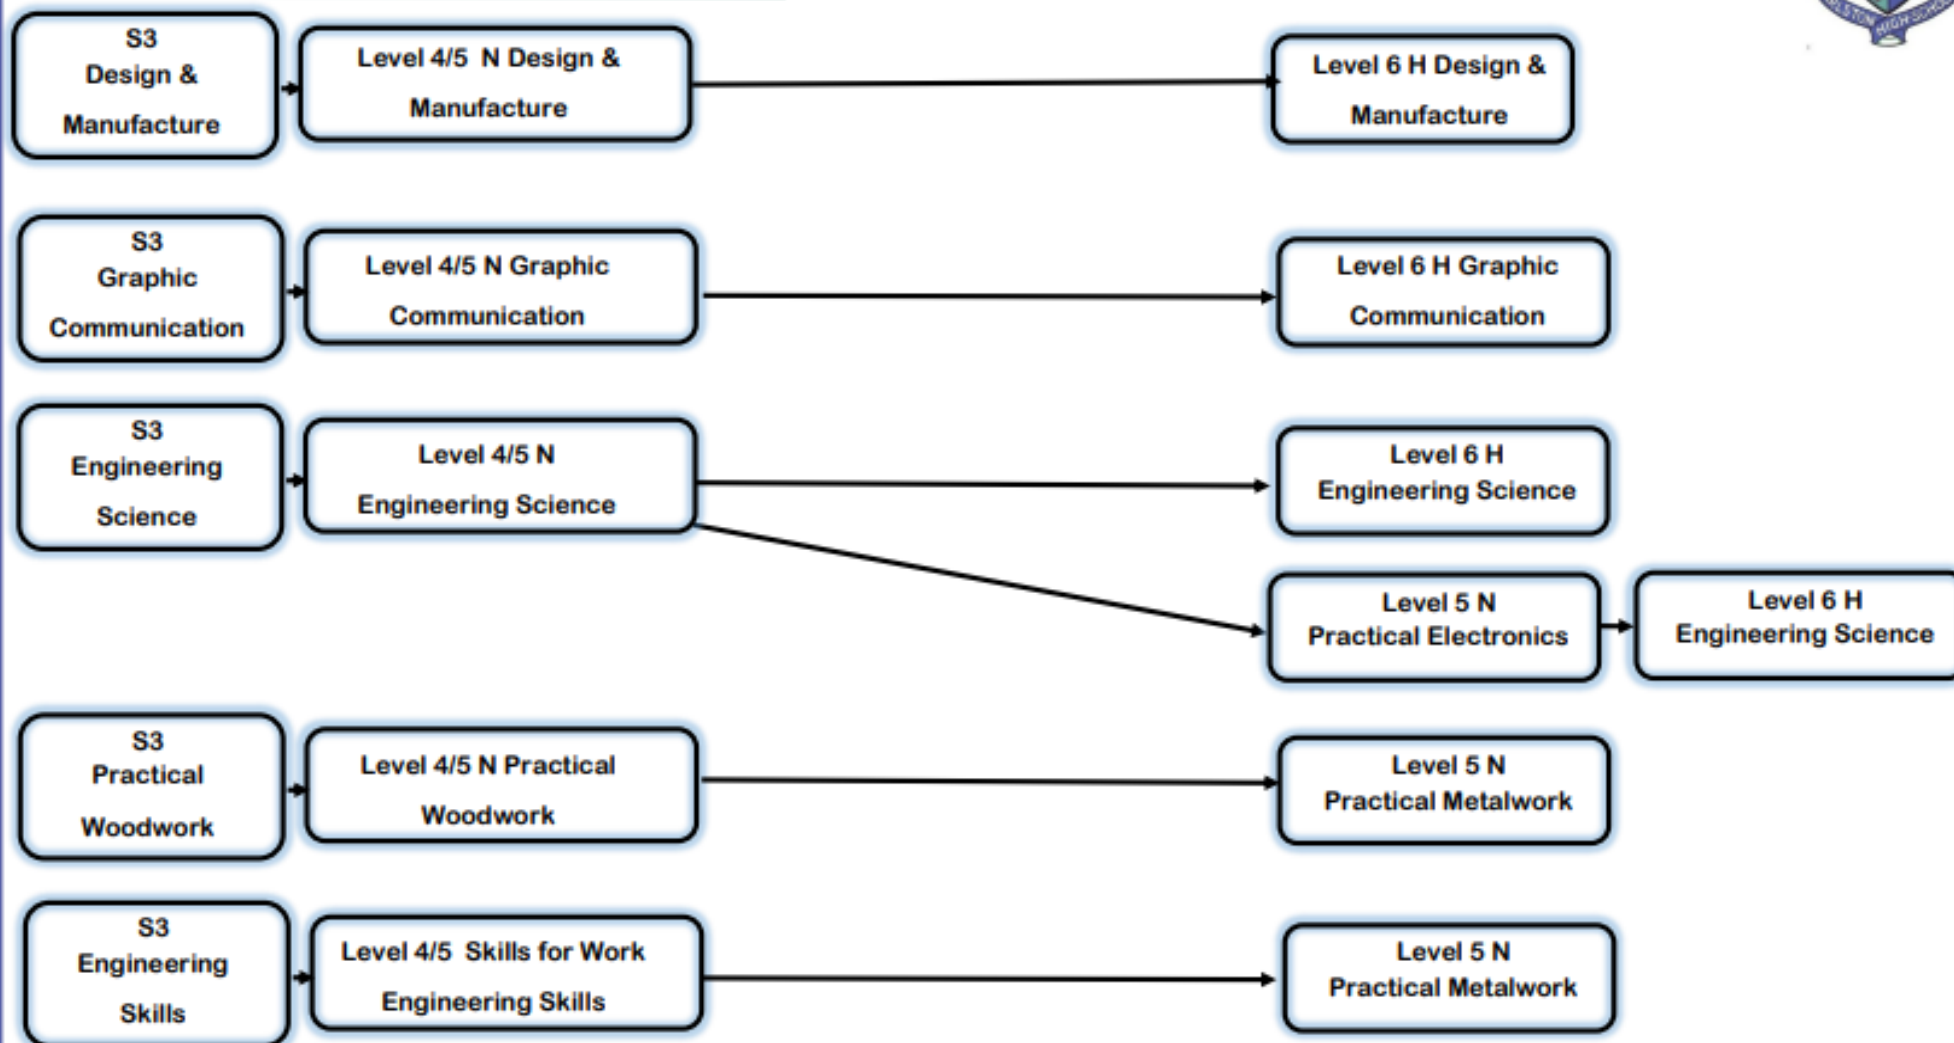 LSTON HIGH SCHOOL
S3
Design &
Manufacture
Level 4/5 N Design &
Manufacture
Level 6 H Design &
Manufacture
S3
Graphic
Communication
Level 4/5 N Graphic
Communication
Level 6 H Graphic
Communication
S3
Engineering
Science
Level 4/5 N
Engineering Science
Level 6 H
Engineering Science
Level 5 N
Practical Electronics
Level 6 H
Engineering Science
S3
Practical
Woodwork
Level 4/5 N Practical
Woodwork
Level 5 N
Practical Metalwork
S3
Engineering
Skills
Level 4/5 Skills for Work
Engineering Skills
Level 5 N
Practical Metalwork